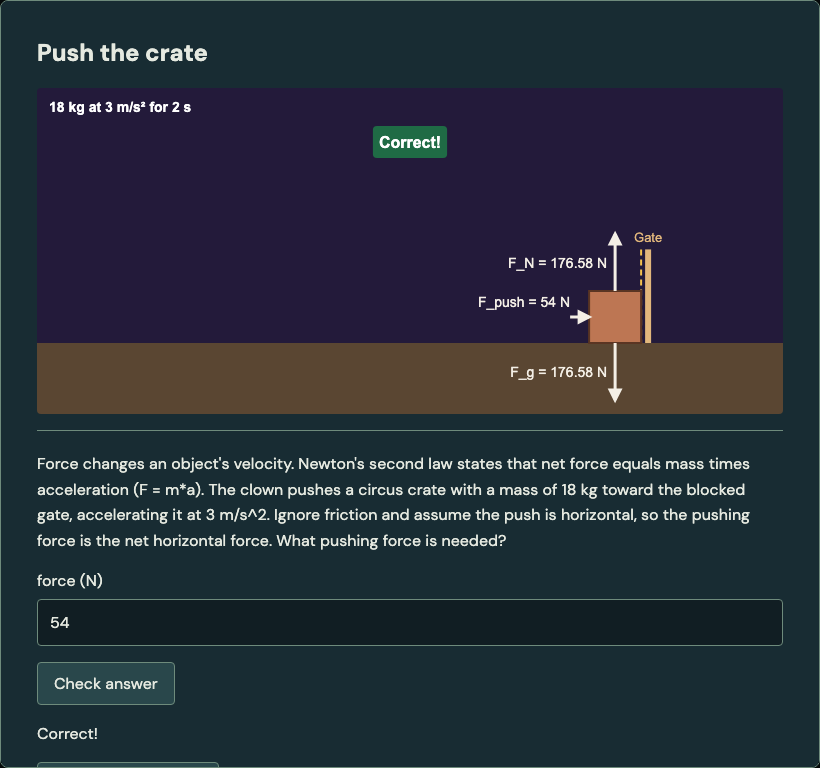 Push the crate
18 kg at 3 m/s² for 2 s
Correct!
Gate
F_N = 176.58 N
F_push = 54 N
F_g = 176.58 N
Force changes an object's velocity. Newton's second law states that net force equals mass times
acceleration (F = m*a). The clown pushes a circus crate with a mass of 18 kg toward the blocked
gate, accelerating it at 3 m/s^2. Ignore friction and assume the push is horizontal, so the pushing
force is the net horizontal force. What pushing force is needed?
force (N)
54
Check answer
Correct!